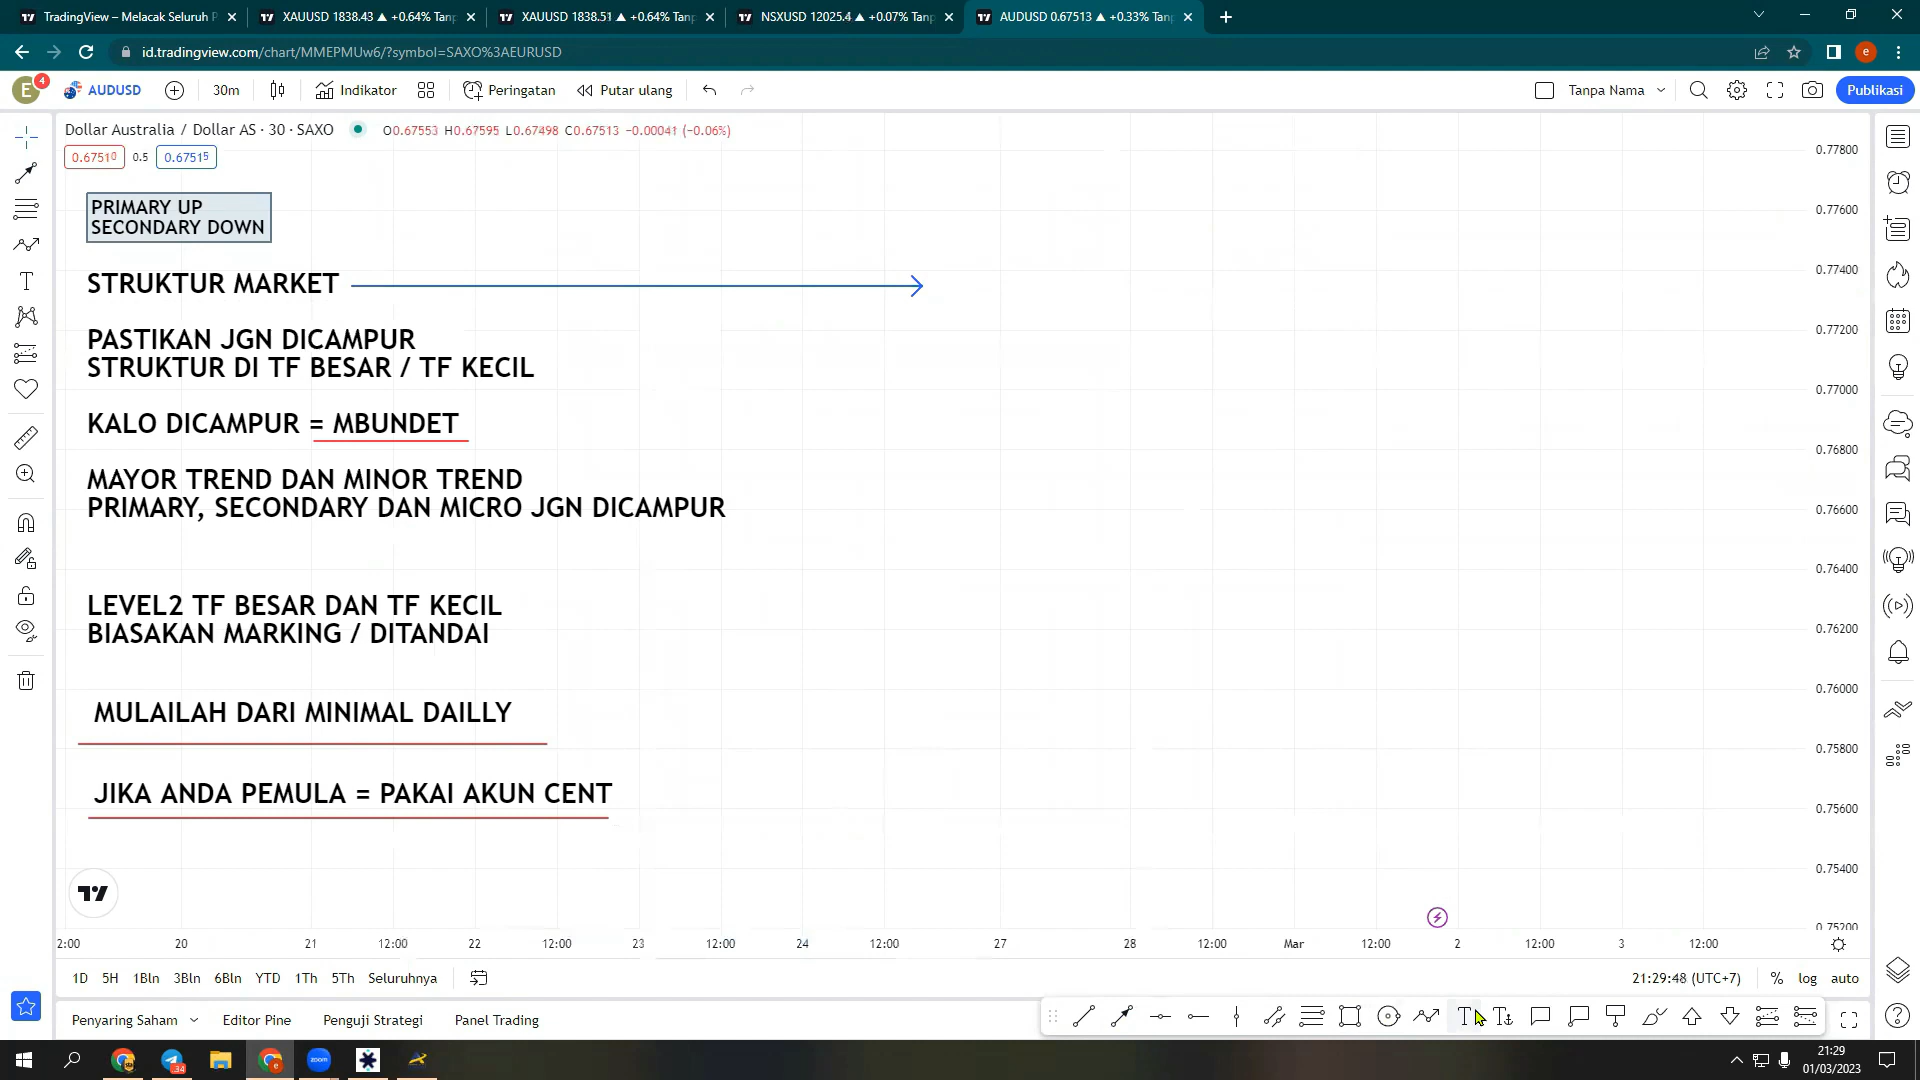 TradingView – Melacak Seluruh P
XAUUSD 1838.43 ▲ +0.64% Tanp
XAUUSD 1838.51 ▲ +0.64% Tanp
NSXUSD 12025.4 ▲ +0.07% Tanp
AUDUSD 0.67513 ▲ +0.33% Tanp
id.tradingview.com/chart/MMEPMUw6/?symbol=SAXO%3AEURUSD
e
E 4
AUDUSD
30m
Indikator
Peringatan
Putar ulang
Tanpa Nama
Publikasi
Dollar Australia / Dollar AS · 30 · SAXO
O0.67553 H0.67595 L0.67498 C0.67513 −0.00041 (−0.06%)
0.67510 0.5 0.67515
PRIMARY UP
SECONDARY DOWN
STRUKTUR MARKET
PASTIKAN JGN DICAMPUR
STRUKTUR DI TF BESAR / TF KECIL
KALO DICAMPUR = MBUNDET
MAYOR TREND DAN MINOR TREND
PRIMARY, SECONDARY DAN MICRO JGN DICAMPUR
LEVEL2 TF BESAR DAN TF KECIL
BIASAKAN MARKING / DITANDAI
MULAILAH DARI MINIMAL DAILLY
JIKA ANDA PEMULA = PAKAI AKUN CENT
0.77800
0.77600
0.77400
0.77200
0.77000
0.76800
0.76600
0.76400
0.76200
0.76000
0.75800
0.75600
0.75400
0.75200
2:00 20 21 12:00 22 12:00 23 12:00 24 12:00 27 28 12:00 Mar 12:00 2 12:00 3 12:00
1D 5H 1Bln 3Bln 6Bln YTD 1Th 5Th Seluruhnya
21:29:48 (UTC+7) % log auto
Penyaring Saham Editor Pine Penguji Strategi Panel Trading
zoom
21:29
01/03/2023